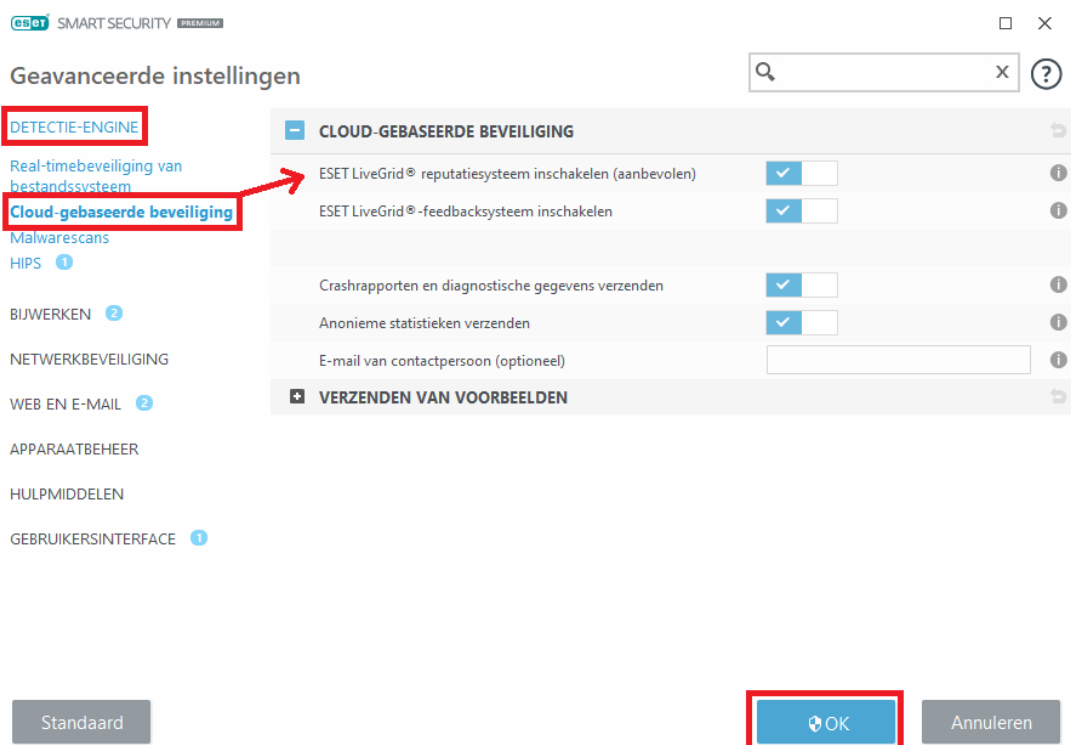 eset SMART SECURITY PREMIUM
Geavanceerde instellingen
x
?
DETECTIE-ENGINE
Real-timebeveiliging van
bestandssysteem
Cloud-gebaseerde beveiliging
Malwarescans
HIPS 1
BIJWERKEN 2
NETWERKBEVEILIGING
WEB EN E-MAIL 2
APPARAATBEHEER
HULPMIDDELEN
GEBRUIKERSINTERFACE 1
CLOUD-GEBASEERDE BEVEILIGING
ESET LiveGrid® reputatiesysteem inschakelen (aanbevolen)
ESET LiveGrid®-feedbacksysteem inschakelen
Crashrapporten en diagnostische gegevens verzenden
Anonieme statistieken verzenden
E-mail van contactpersoon (optioneel)
VERZENDEN VAN VOORBEELDEN
Standaard
OK
Annuleren